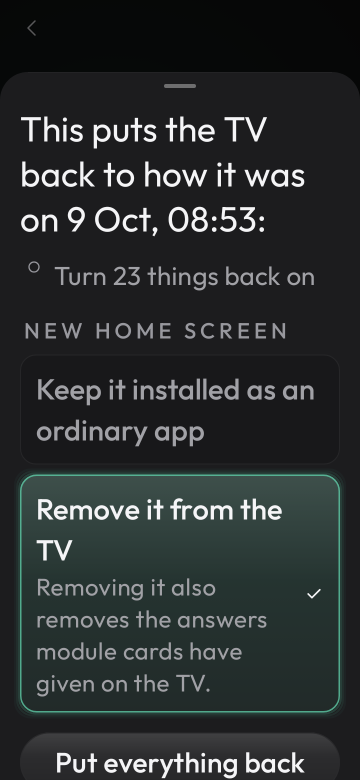 This puts the TV
back to how it was
on 9 Oct, 08:53:
Turn 23 things back on
NEW HOME SCREEN
Keep it installed as an
ordinary app
Remove it from the
TV
Removing it also
removes the answers
module cards have
given on the TV.
Put everything back